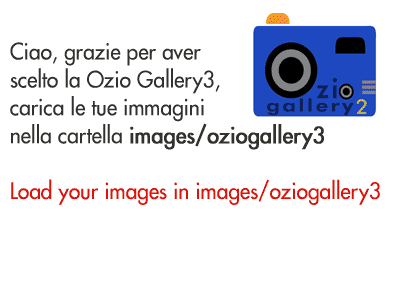 Ciao, grazie per aver
scelto la Ozio Gallery3,
carica le tue immagini
nella cartella images/oziogallery3
Load your images in images/oziogallery3
ozio
gallery 2